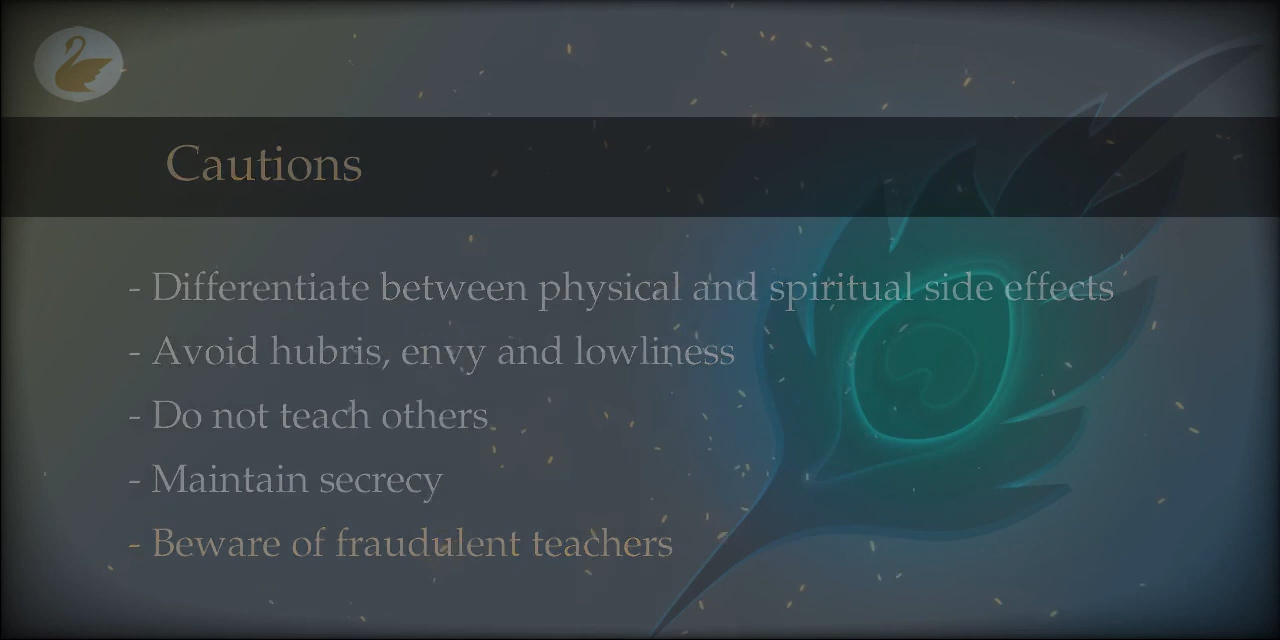 Cautions
- Differentiate between physical and spiritual side effects
- Avoid hubris, envy and lowliness
- Do not teach others
- Maintain secrecy
- Beware of fraudulent teachers